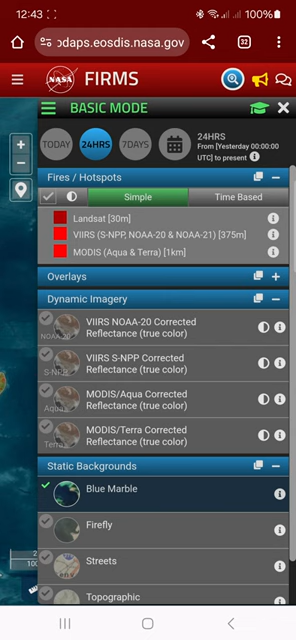 12:43
100%
odaps.eosdis.nasa.gov
32
NASA
FIRMS
BASIC MODE
TODAY
24HRS
7DAYS
24HRS
From [Yesterday 00:00:00
UTC] to present
Fires / Hotspots
Simple
Time Based
Landsat [30m]
VIIRS (S-NPP, NOAA-20 & NOAA-21) [375m]
MODIS (Aqua & Terra) [1km]
Overlays
Dynamic Imagery
VIIRS NOAA-20 Corrected
Reflectance (true color)
NOAA-20
VIIRS S-NPP Corrected
Reflectance (true color)
S-NPP
MODIS/Aqua Corrected
Reflectance (true color)
Aqua
MODIS/Terra Corrected
Reflectance (true color)
Terra
Static Backgrounds
Blue Marble
Firefly
Streets
Topographic